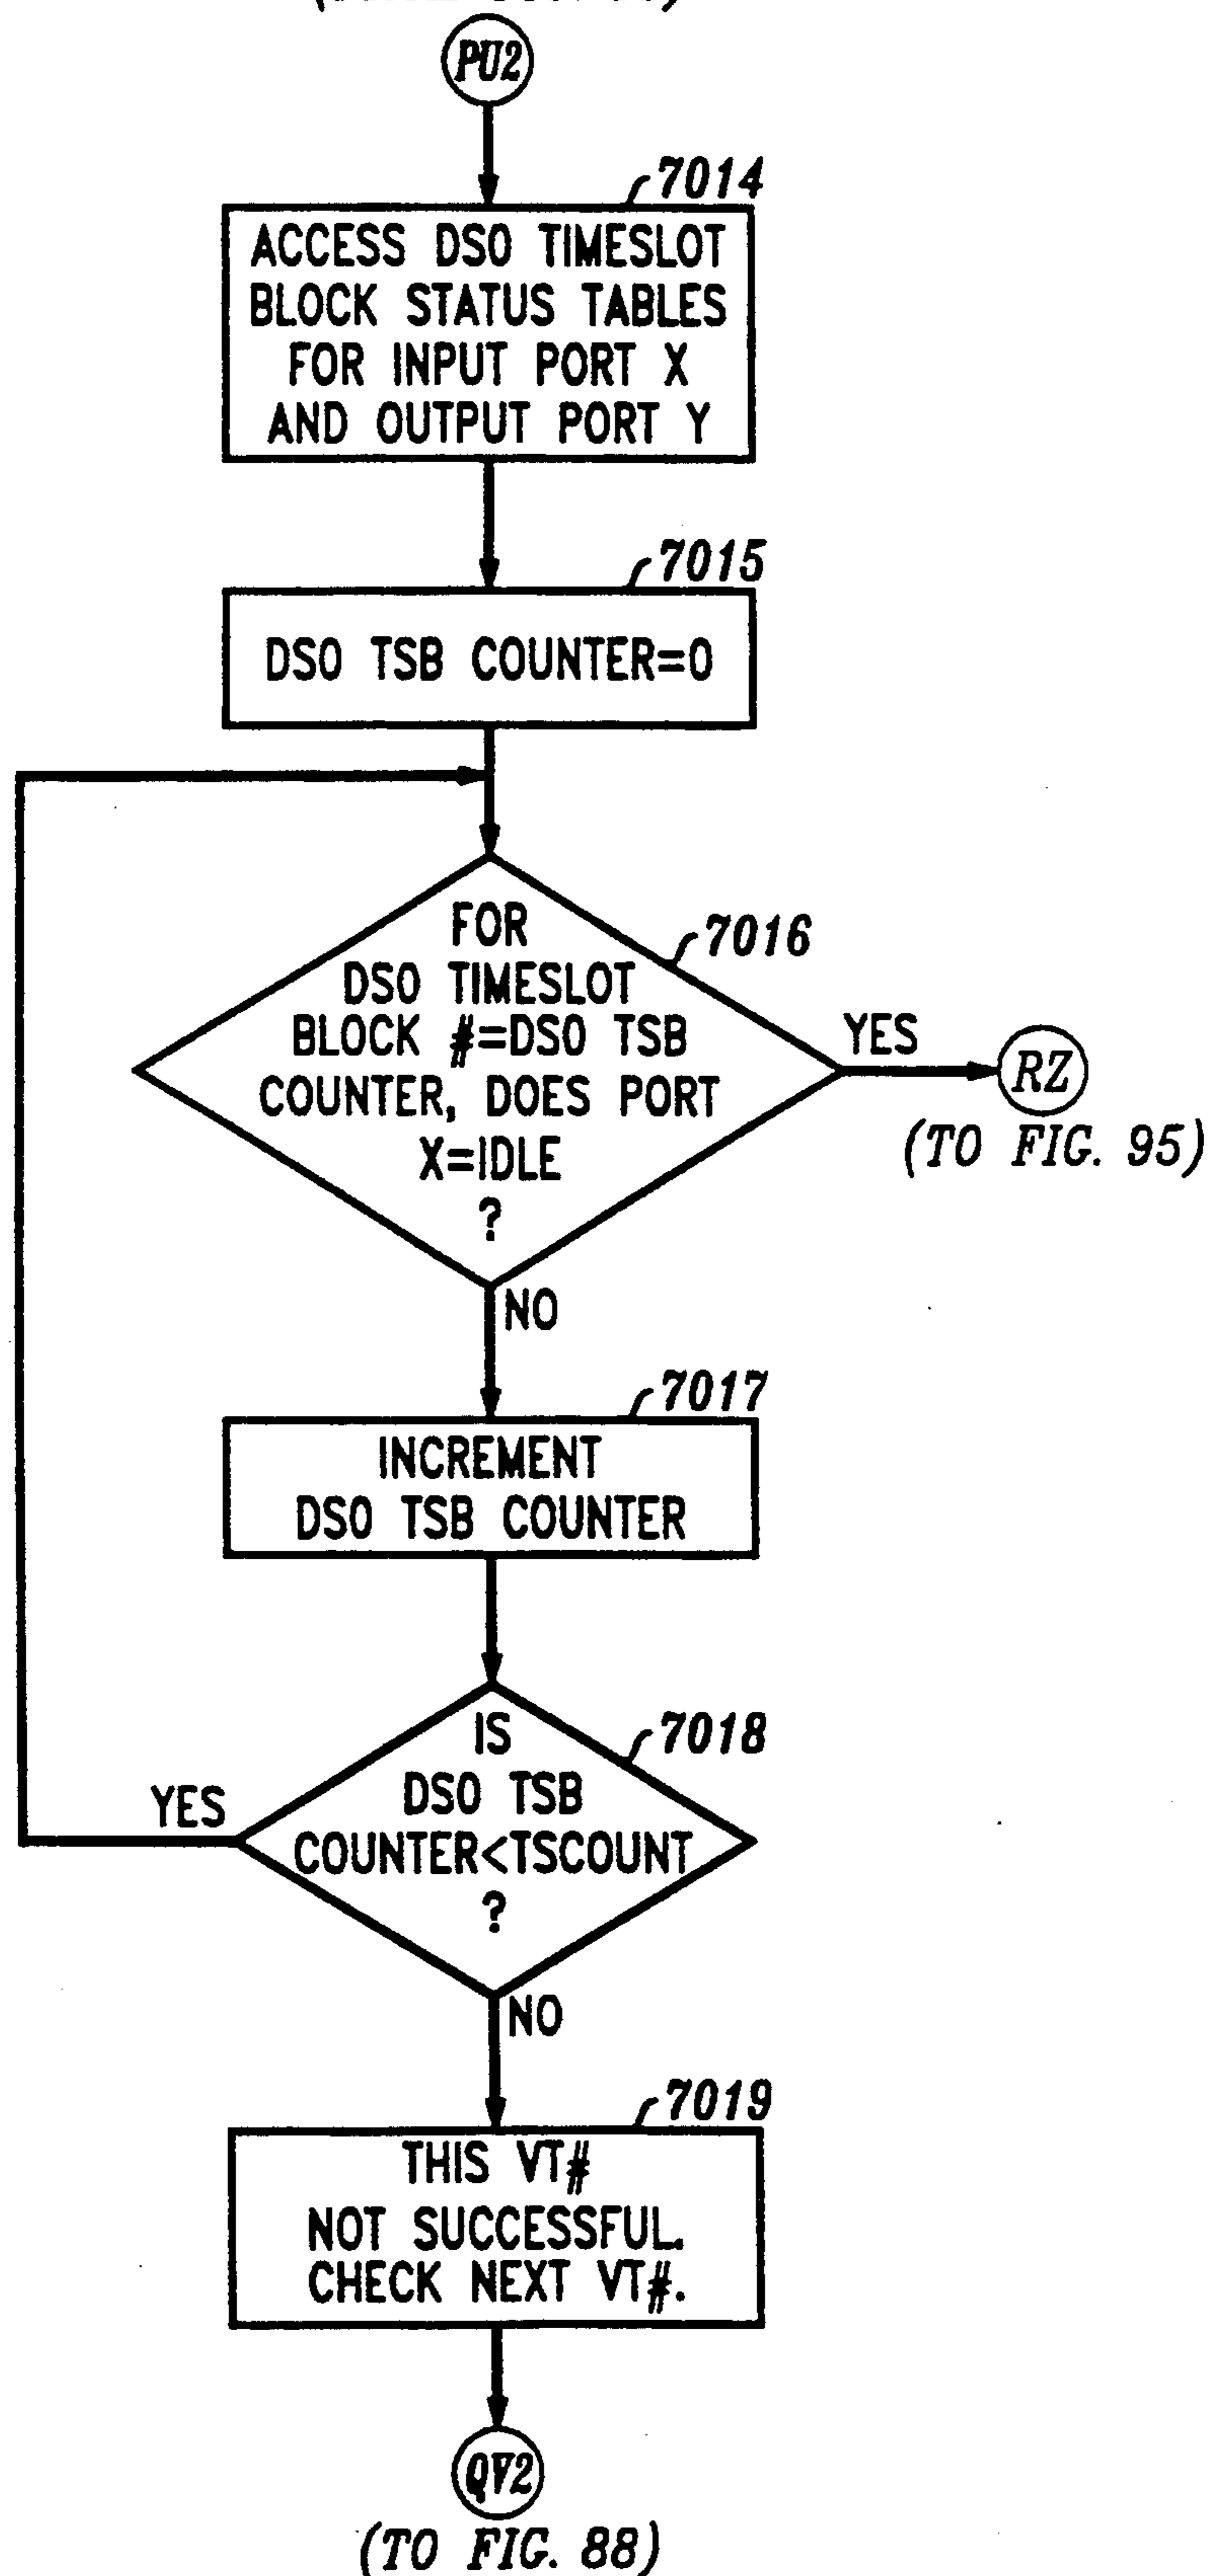 PU2
7014
ACCESS DS0 TIMESLOT
BLOCK STATUS TABLES
FOR INPUT PORT X
AND OUTPUT PORT Y
7015
DS0 TSB COUNTER=0
7016
FOR
DS0 TIMESLOT
BLOCK #=DS0 TSB
COUNTER, DOES PORT
X=IDLE
?
YES
RZ
(TO FIG. 95)
NO
7017
INCREMENT
DS0 TSB COUNTER
7018
IS
DS0 TSB
COUNTER<TSCOUNT
?
YES
NO
7019
THIS VT#
NOT SUCCESSFUL.
CHECK NEXT VT#.
QV2
(TO FIG. 88)